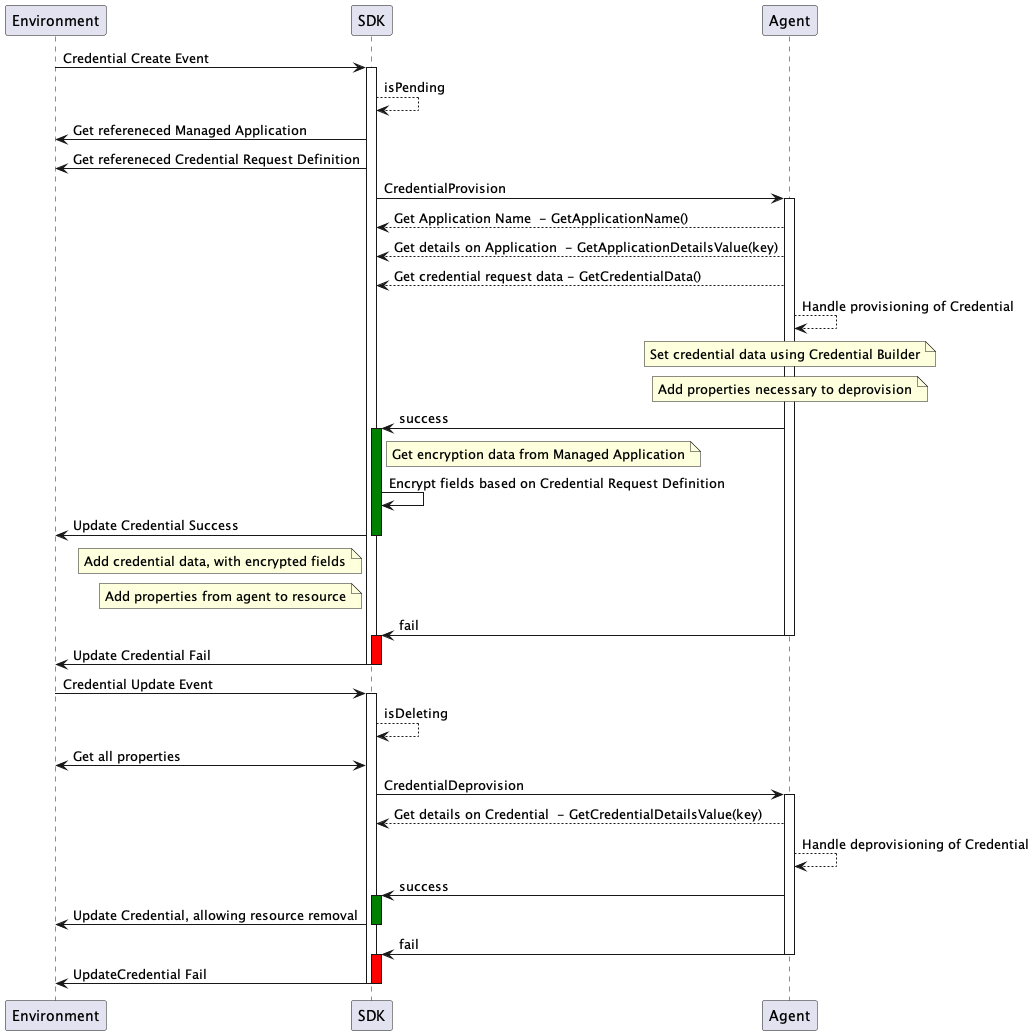 Environment
SDK
Agent
Credential Create Event
isPending
Get refereneced Managed Application
Get refereneced Credential Request Definition
CredentialProvision
Get Application Name - GetApplicationName()
Get details on Application - GetApplicationDetailsValue(key)
Get credential request data - GetCredentialData()
Handle provisioning of Credential
Set credential data using Credential Builder
Add properties necessary to deprovision
success
Get encryption data from Managed Application
Encrypt fields based on Credential Request Definition
Update Credential Success
Add credential data, with encrypted fields
Add properties from agent to resource
fail
Update Credential Fail
Credential Update Event
isDeleting
Get all properties
CredentialDeprovision
Get details on Credential - GetCredentialDetailsValue(key)
Handle deprovisioning of Credential
success
Update Credential, allowing resource removal
fail
UpdateCredential Fail
Environment
SDK
Agent